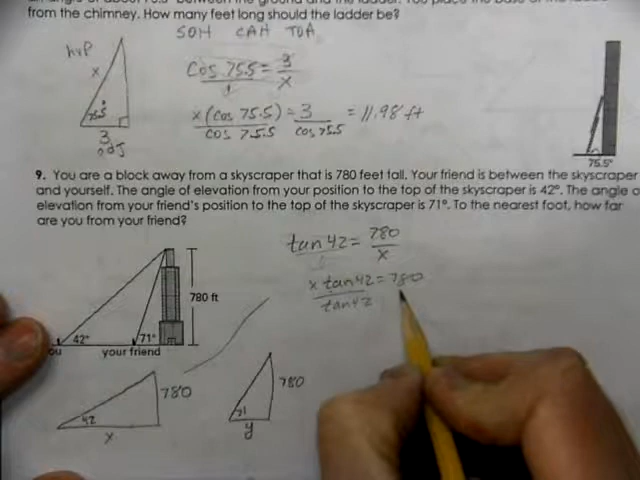 from the chimney. How many feet long should the ladder be?
SOH CAH TOA
hyp
x
75.5°
3
adj
cos 75.5 = 3
1 x
x (cos 75.5) = 3 = 11.98 ft
cos 75.5 cos 75.5
75.5°
9. You are a block away from a skyscraper that is 780 feet tall. Your friend is between the skyscraper
and yourself. The angle of elevation from your position to the top of the skyscraper is 42°. The angle o
elevation from your friend's position to the top of the skyscraper is 71°. To the nearest foot, how far
are you from your friend?
tan 42 = 780
1 x
x tan 42 = 780
tan 42
780 ft
42° 71°
ou your friend
780
42
x
780
71
y